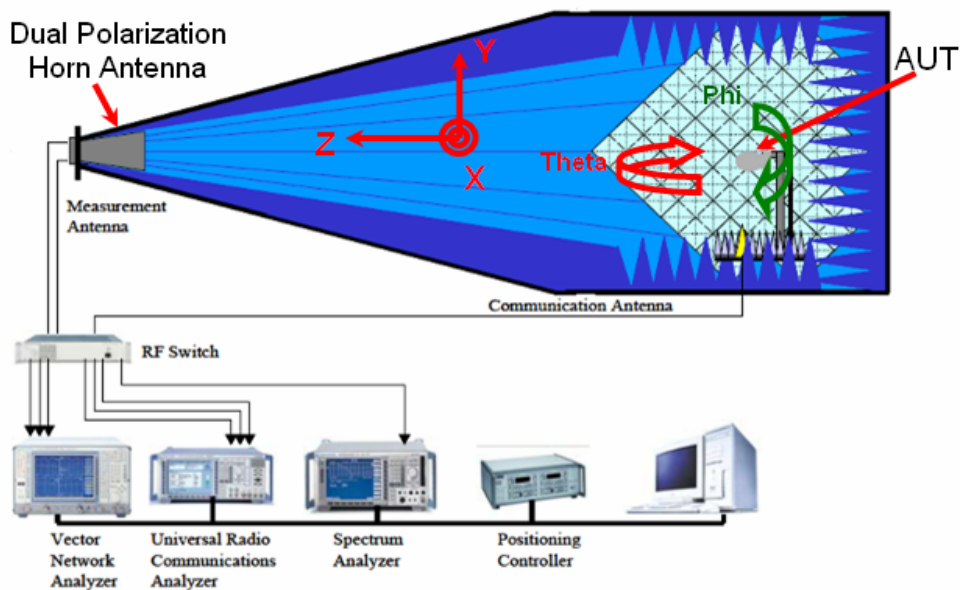 Dual Polarization
Horn Antenna
Y
Z
X
Theta
Phi
AUT
Measurement
Antenna
Communication Antenna
RF Switch
Vector
Network
Analyzer
Universal Radio
Communications
Analyzer
Spectrum
Analyzer
Positioning
Controller